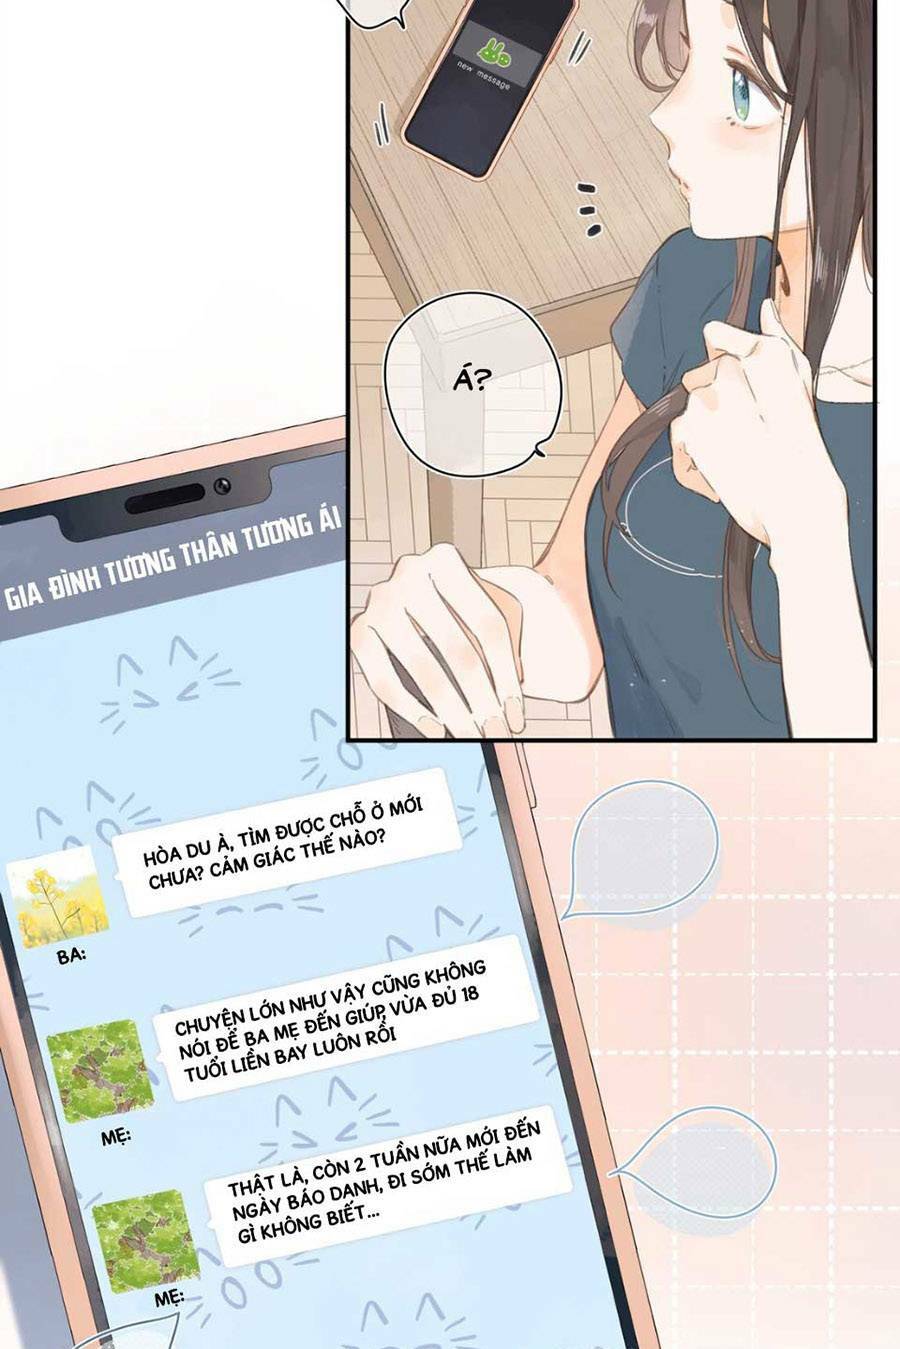 new message
Á?
GIA ĐÌNH TƯƠNG THÂN TƯƠNG ÁI
HÒA DU À, TÌM ĐƯỢC CHỖ Ở MỚI
CHƯA? CẢM GIÁC THẾ NÀO?
BA:
CHUYỆN LỚN NHƯ VẬY CŨNG KHÔNG
NÓI ĐỂ BA MẸ ĐẾN GIÚP, VỪA ĐỦ 18
TUỔI LIỀN BAY LUÔN RỒI
MẸ:
THẬT LÀ, CÒN 2 TUẦN NỮA MỚI ĐẾN
NGÀY BÁO DANH, ĐI SỚM THẾ LÀM
GÌ KHÔNG BIẾT...
MẸ: